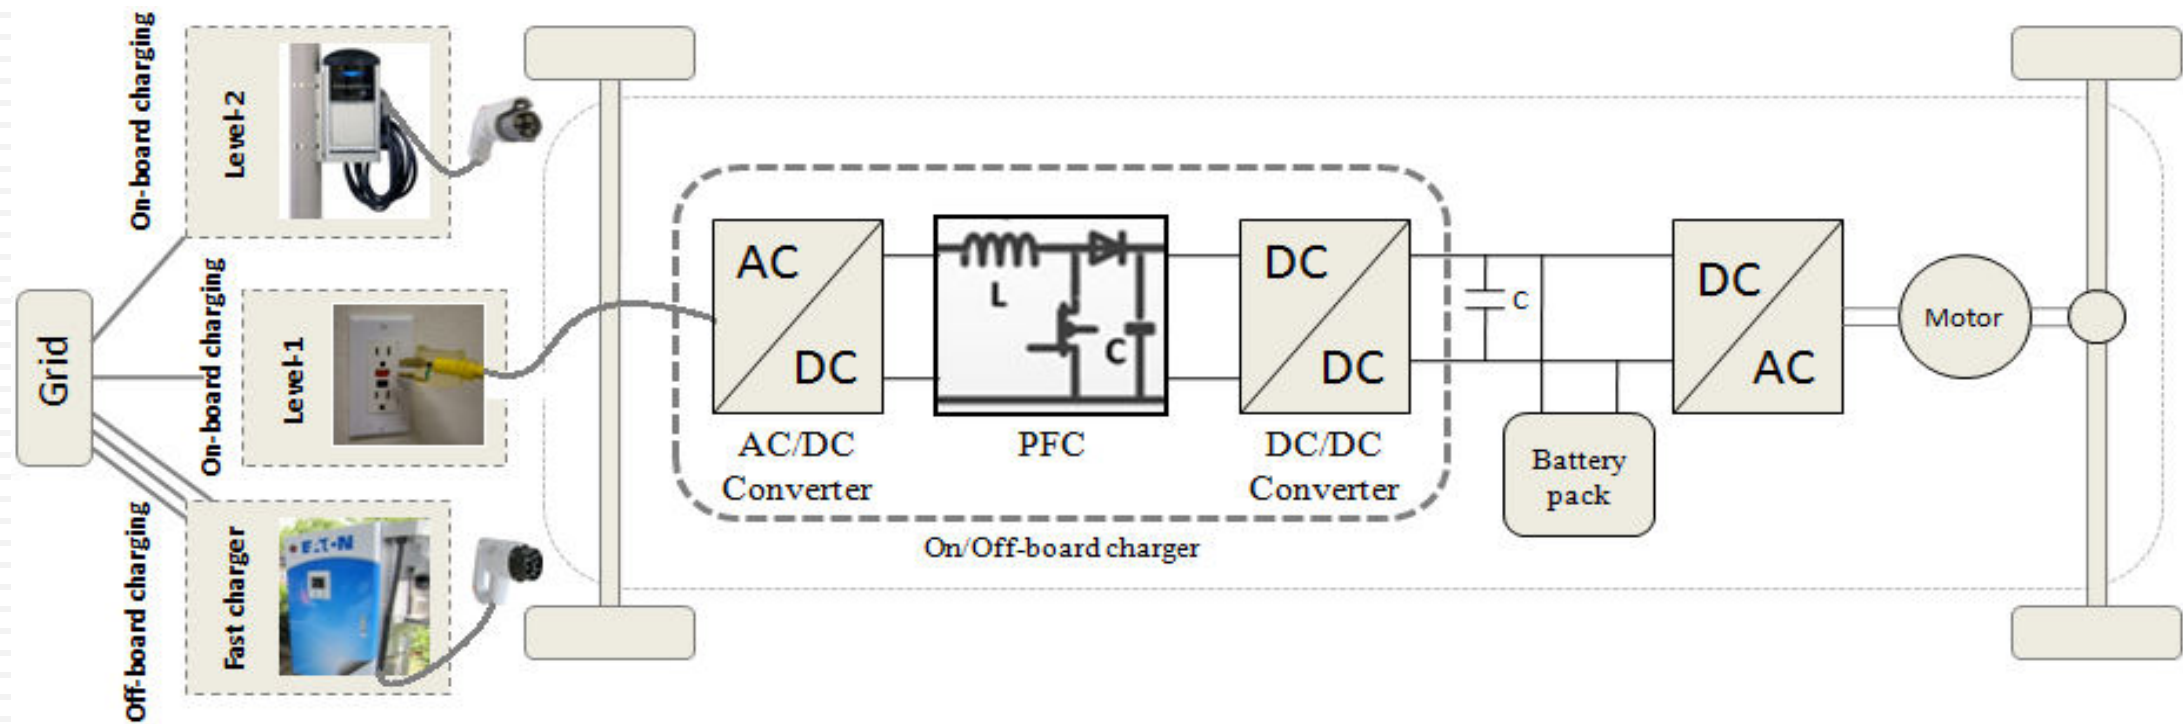 On-board charging
Level-2
Grid
On-board charging
Level-1
Off-board charging
Fast charger
E.T-N
AC
DC
AC/DC
Converter
L
C
PFC
DC
DC
DC/DC
Converter
On/Off-board charger
C
Battery
pack
DC
AC
Motor